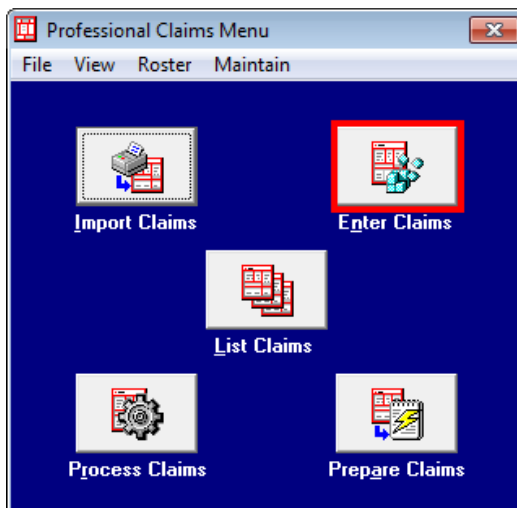 Professional Claims Menu
File View Roster Maintain
Import Claims
Enter Claims
List Claims
Process Claims
Prepare Claims